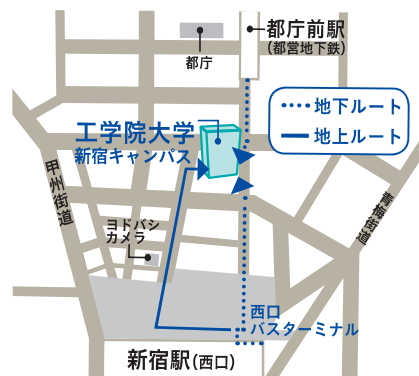 都庁前駅
(都営地下鉄)
都庁
地下ルート
地上ルート
工学院大学
新宿キャンパス
甲州街道
青梅街道
ヨドバシ
カメラ
西口
バスターミナル
新宿駅(西口)